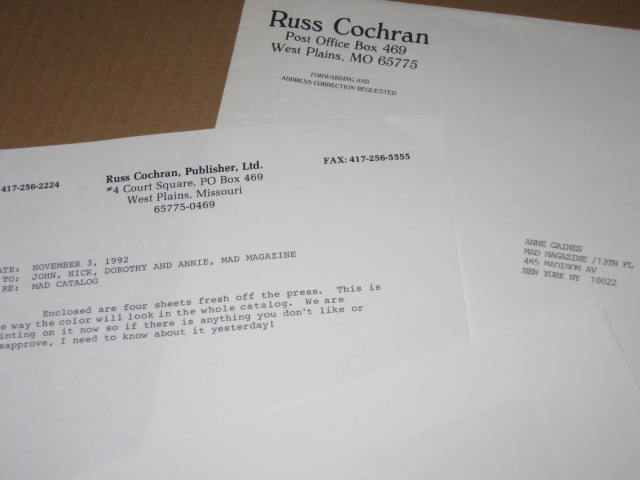 Russ Cochran
Post Office Box 469
West Plains, MO 65775
FORWARDING AND
ADDRESS CORRECTION REQUESTED
417-256-2224
Russ Cochran, Publisher, Ltd.
#4 Court Square, PO Box 469
West Plains, Missouri
65775-0469
FAX: 417-256-5555
ANNE GAINES
MAD MAGAZINE /13TH FL
485 MADISON AV
NEW YORK NY 10022
ATE: NOVEMBER 3, 1992
TO: JOHN, NICK, DOROTHY AND ANNIE, MAD MAGAZINE
RE: MAD CATALOG
Enclosed are four sheets fresh off the press. This is
e way the color will look in the whole catalog. We are
inting on it now so if there is anything you don't like or
sapprove, I need to know about it yesterday!